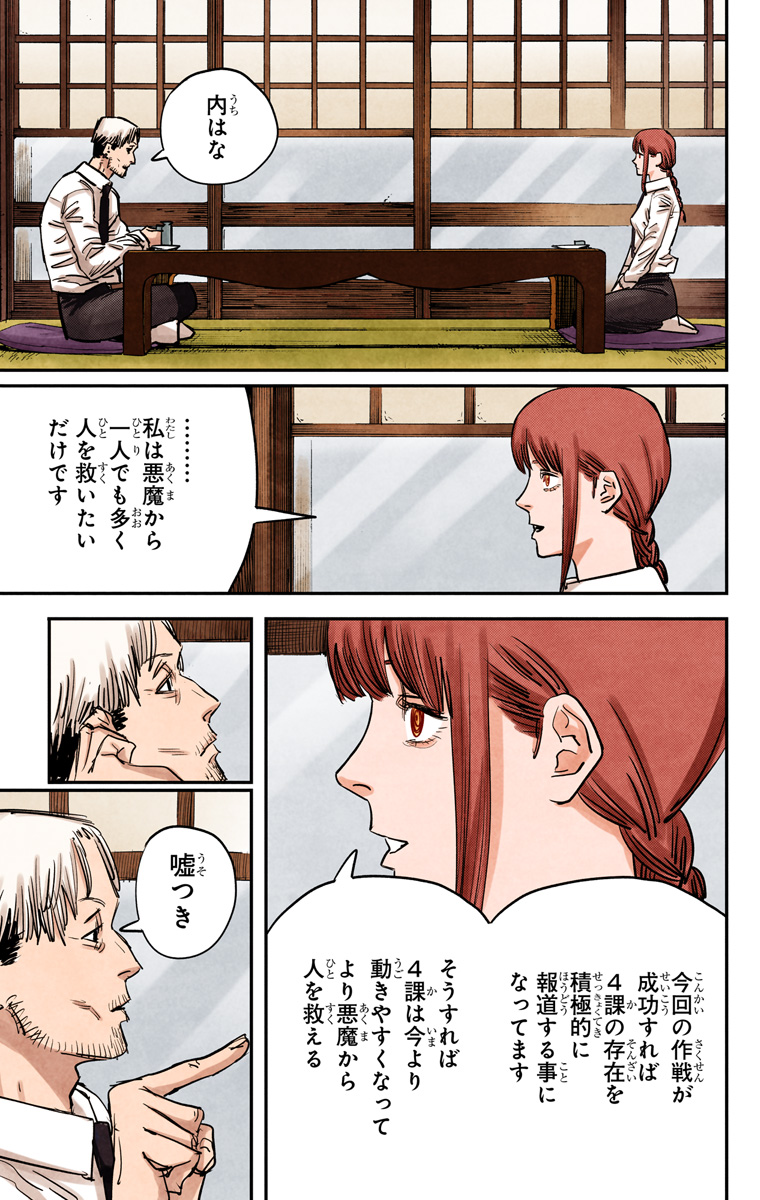 内はな
………
私は悪魔から
一人でも多く
人を救いたい
だけです
今回の作戦が
成功すれば
4課の存在を
積極的に
報道する事に
なってます
そうすれば
4課は今より
動きやすくなって
より悪魔から
人を救える
嘘つき